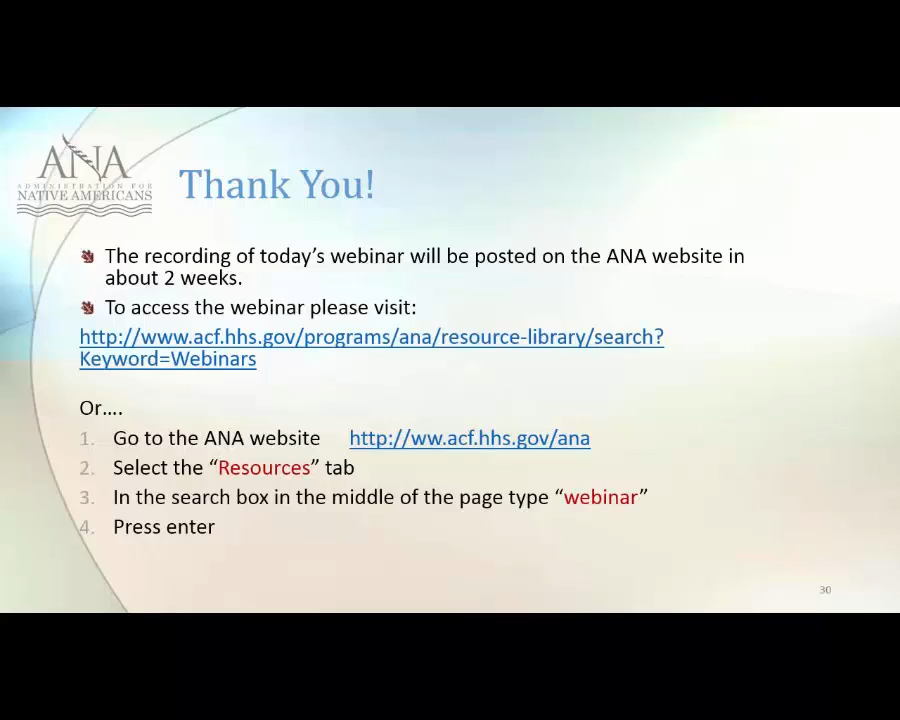 ANA
ADMINISTRATION FOR
NATIVE AMERICANS
Thank You!
The recording of today’s webinar will be posted on the ANA website in
about 2 weeks.
To access the webinar please visit:
http://www.acf.hhs.gov/programs/ana/resource-library/search?
Keyword=Webinars
Or….
1. Go to the ANA website http://ww.acf.hhs.gov/ana
2. Select the “Resources” tab
3. In the search box in the middle of the page type “webinar”
4. Press enter
30